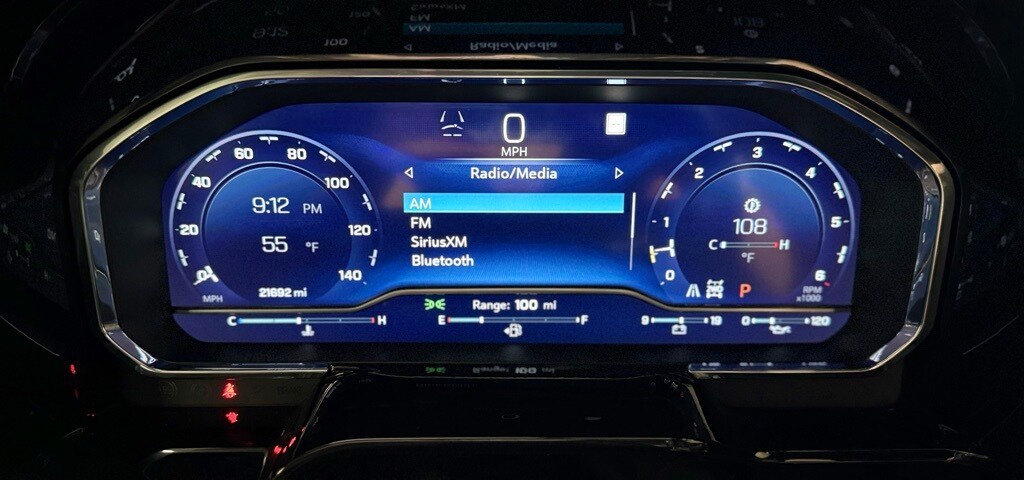 0
MPH
Radio/Media
AM
FM
SiriusXM
Bluetooth
0
20
40
60
80
100
120
140
MPH
9:12 PM
55 °F
21692 mi
0
1
2
3
4
5
6
RPM
x1000
108
C H
°F
P
Range: 100 mi
C H
E F
9 19
0 120